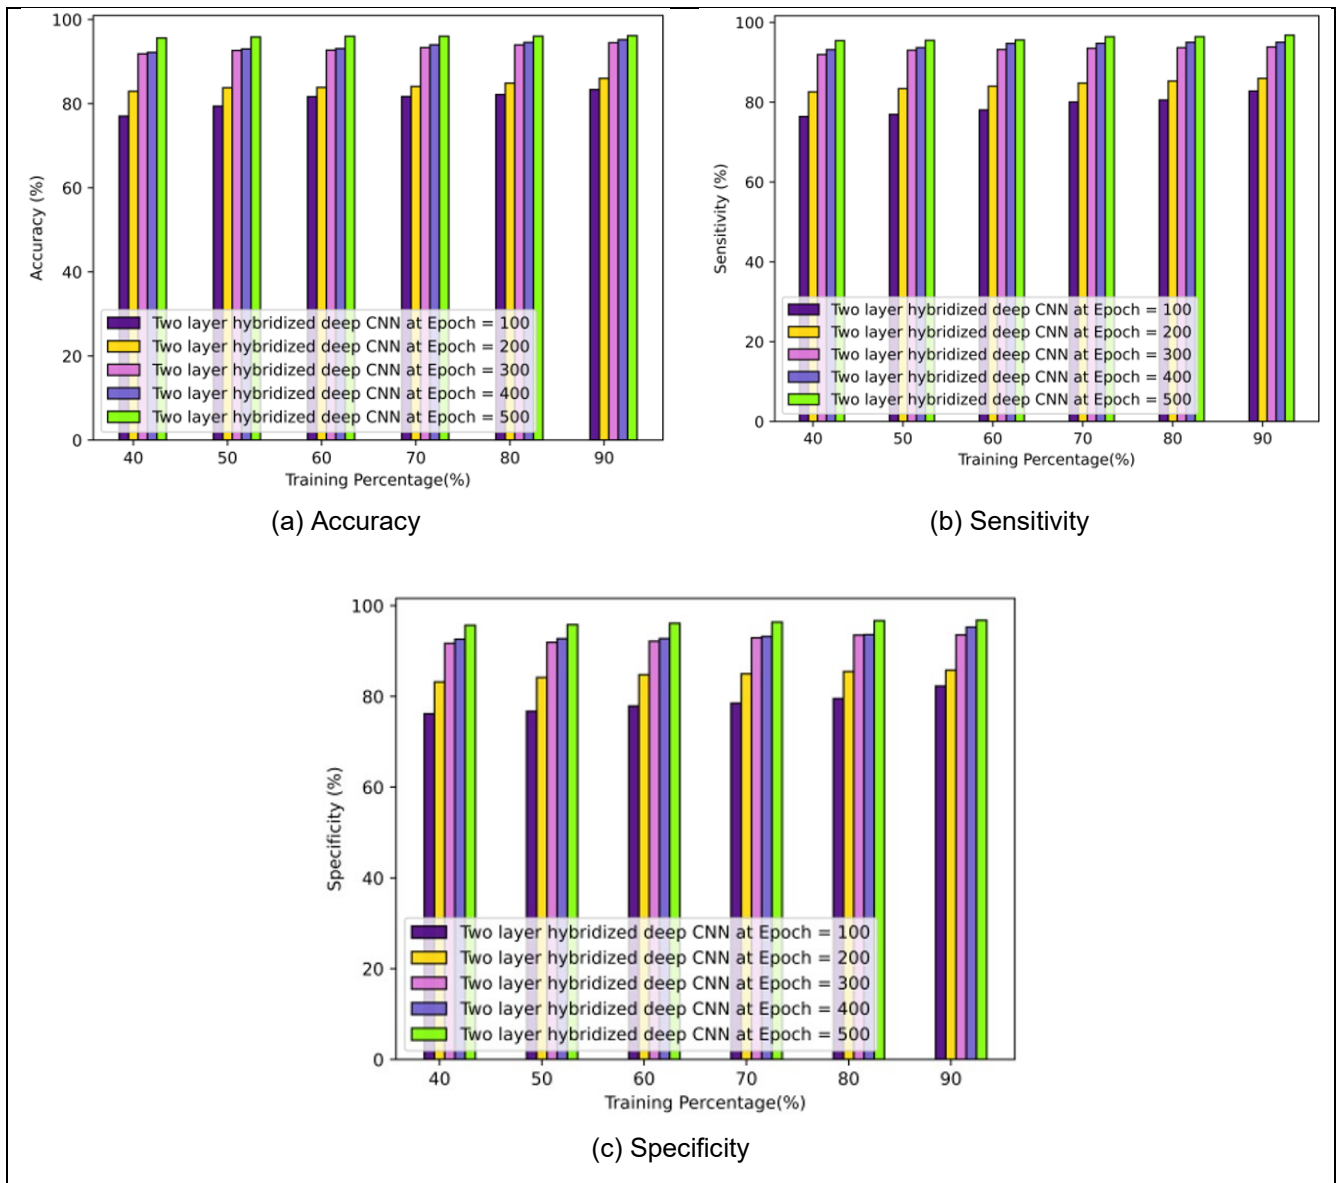 100
80
60
40
20
0
Accuracy (%)
Two layer hybridized deep CNN at Epoch = 100
Two layer hybridized deep CNN at Epoch = 200
Two layer hybridized deep CNN at Epoch = 300
Two layer hybridized deep CNN at Epoch = 400
Two layer hybridized deep CNN at Epoch = 500
40 50 60 70 80 90
Training Percentage(%)
(a) Accuracy
100
80
60
40
20
0
Sensitivity (%)
Two layer hybridized deep CNN at Epoch = 100
Two layer hybridized deep CNN at Epoch = 200
Two layer hybridized deep CNN at Epoch = 300
Two layer hybridized deep CNN at Epoch = 400
Two layer hybridized deep CNN at Epoch = 500
40 50 60 70 80 90
Training Percentage(%)
(b) Sensitivity
100
80
60
40
20
0
Specificity (%)
Two layer hybridized deep CNN at Epoch = 100
Two layer hybridized deep CNN at Epoch = 200
Two layer hybridized deep CNN at Epoch = 300
Two layer hybridized deep CNN at Epoch = 400
Two layer hybridized deep CNN at Epoch = 500
40 50 60 70 80 90
Training Percentage(%)
(c) Specificity